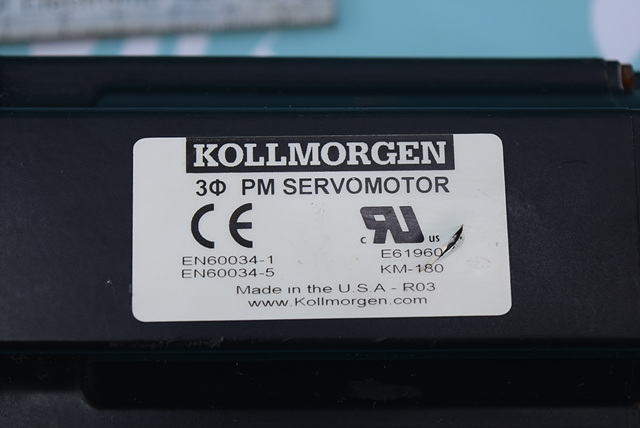 KOLLMORGEN
3Φ PM SERVOMOTOR
CE
c RU us
EN60034-1
E61960
EN60034-5
KM-180
Made in the U.S.A - R03
www.Kollmorgen.com